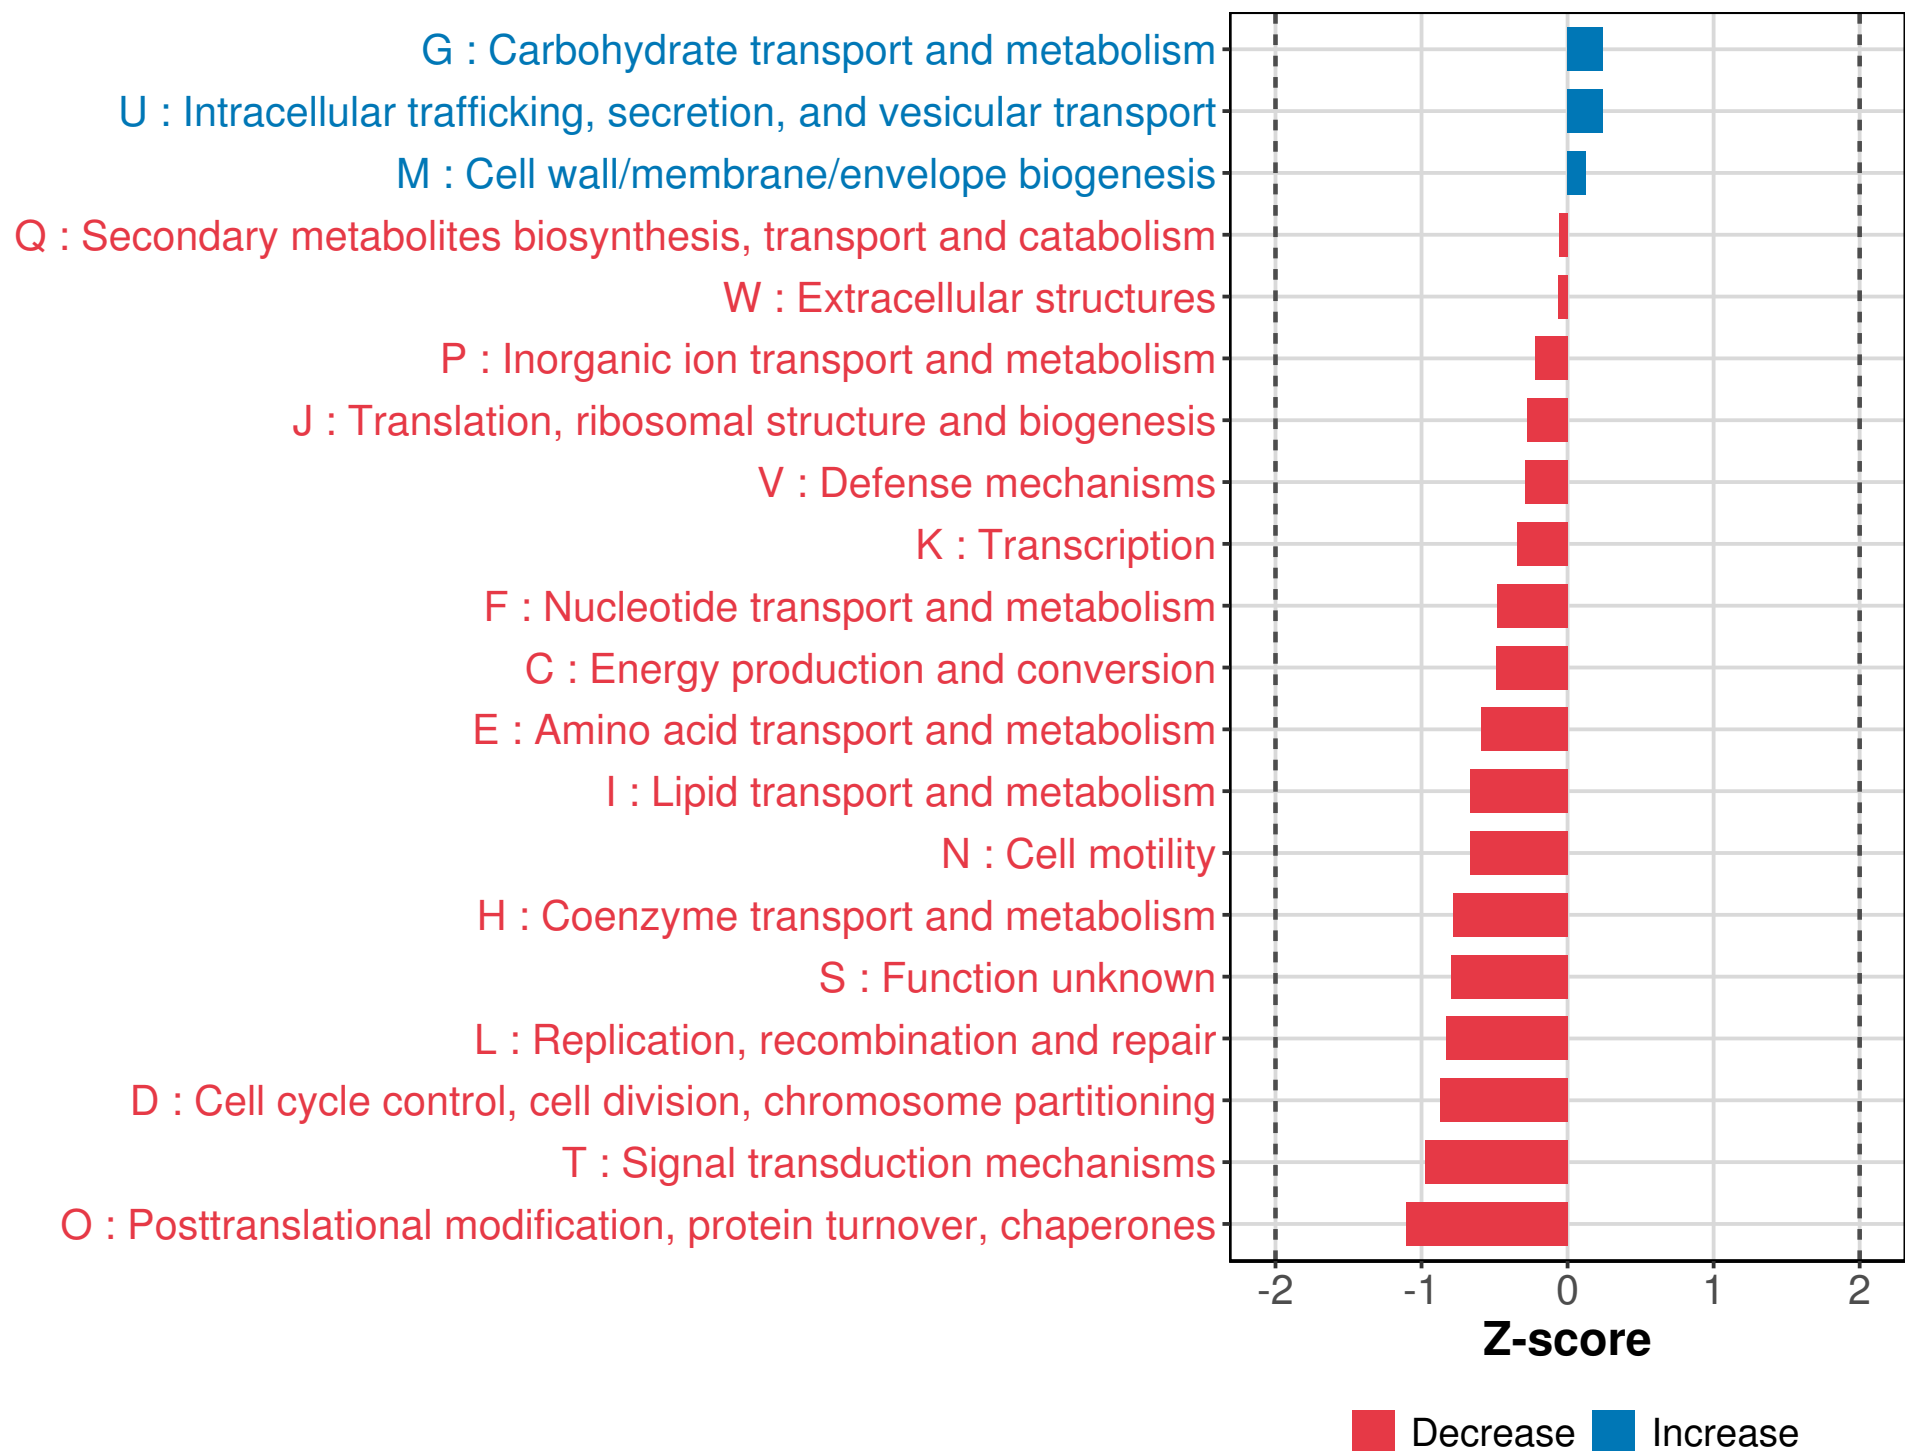 G : Carbohydrate transport and metabolism
U : Intracellular trafficking, secretion, and vesicular transport
M : Cell wall/membrane/envelope biogenesis
Q : Secondary metabolites biosynthesis, transport and catabolism
W : Extracellular structures
P : Inorganic ion transport and metabolism
J : Translation, ribosomal structure and biogenesis
V : Defense mechanisms
K : Transcription
F : Nucleotide transport and metabolism
C : Energy production and conversion
E : Amino acid transport and metabolism
I : Lipid transport and metabolism
N : Cell motility
H : Coenzyme transport and metabolism
S : Function unknown
L : Replication, recombination and repair
D : Cell cycle control, cell division, chromosome partitioning
T : Signal transduction mechanisms
O : Posttranslational modification, protein turnover, chaperones
-2 -1 0 1 2
Z-score
Decrease Increase